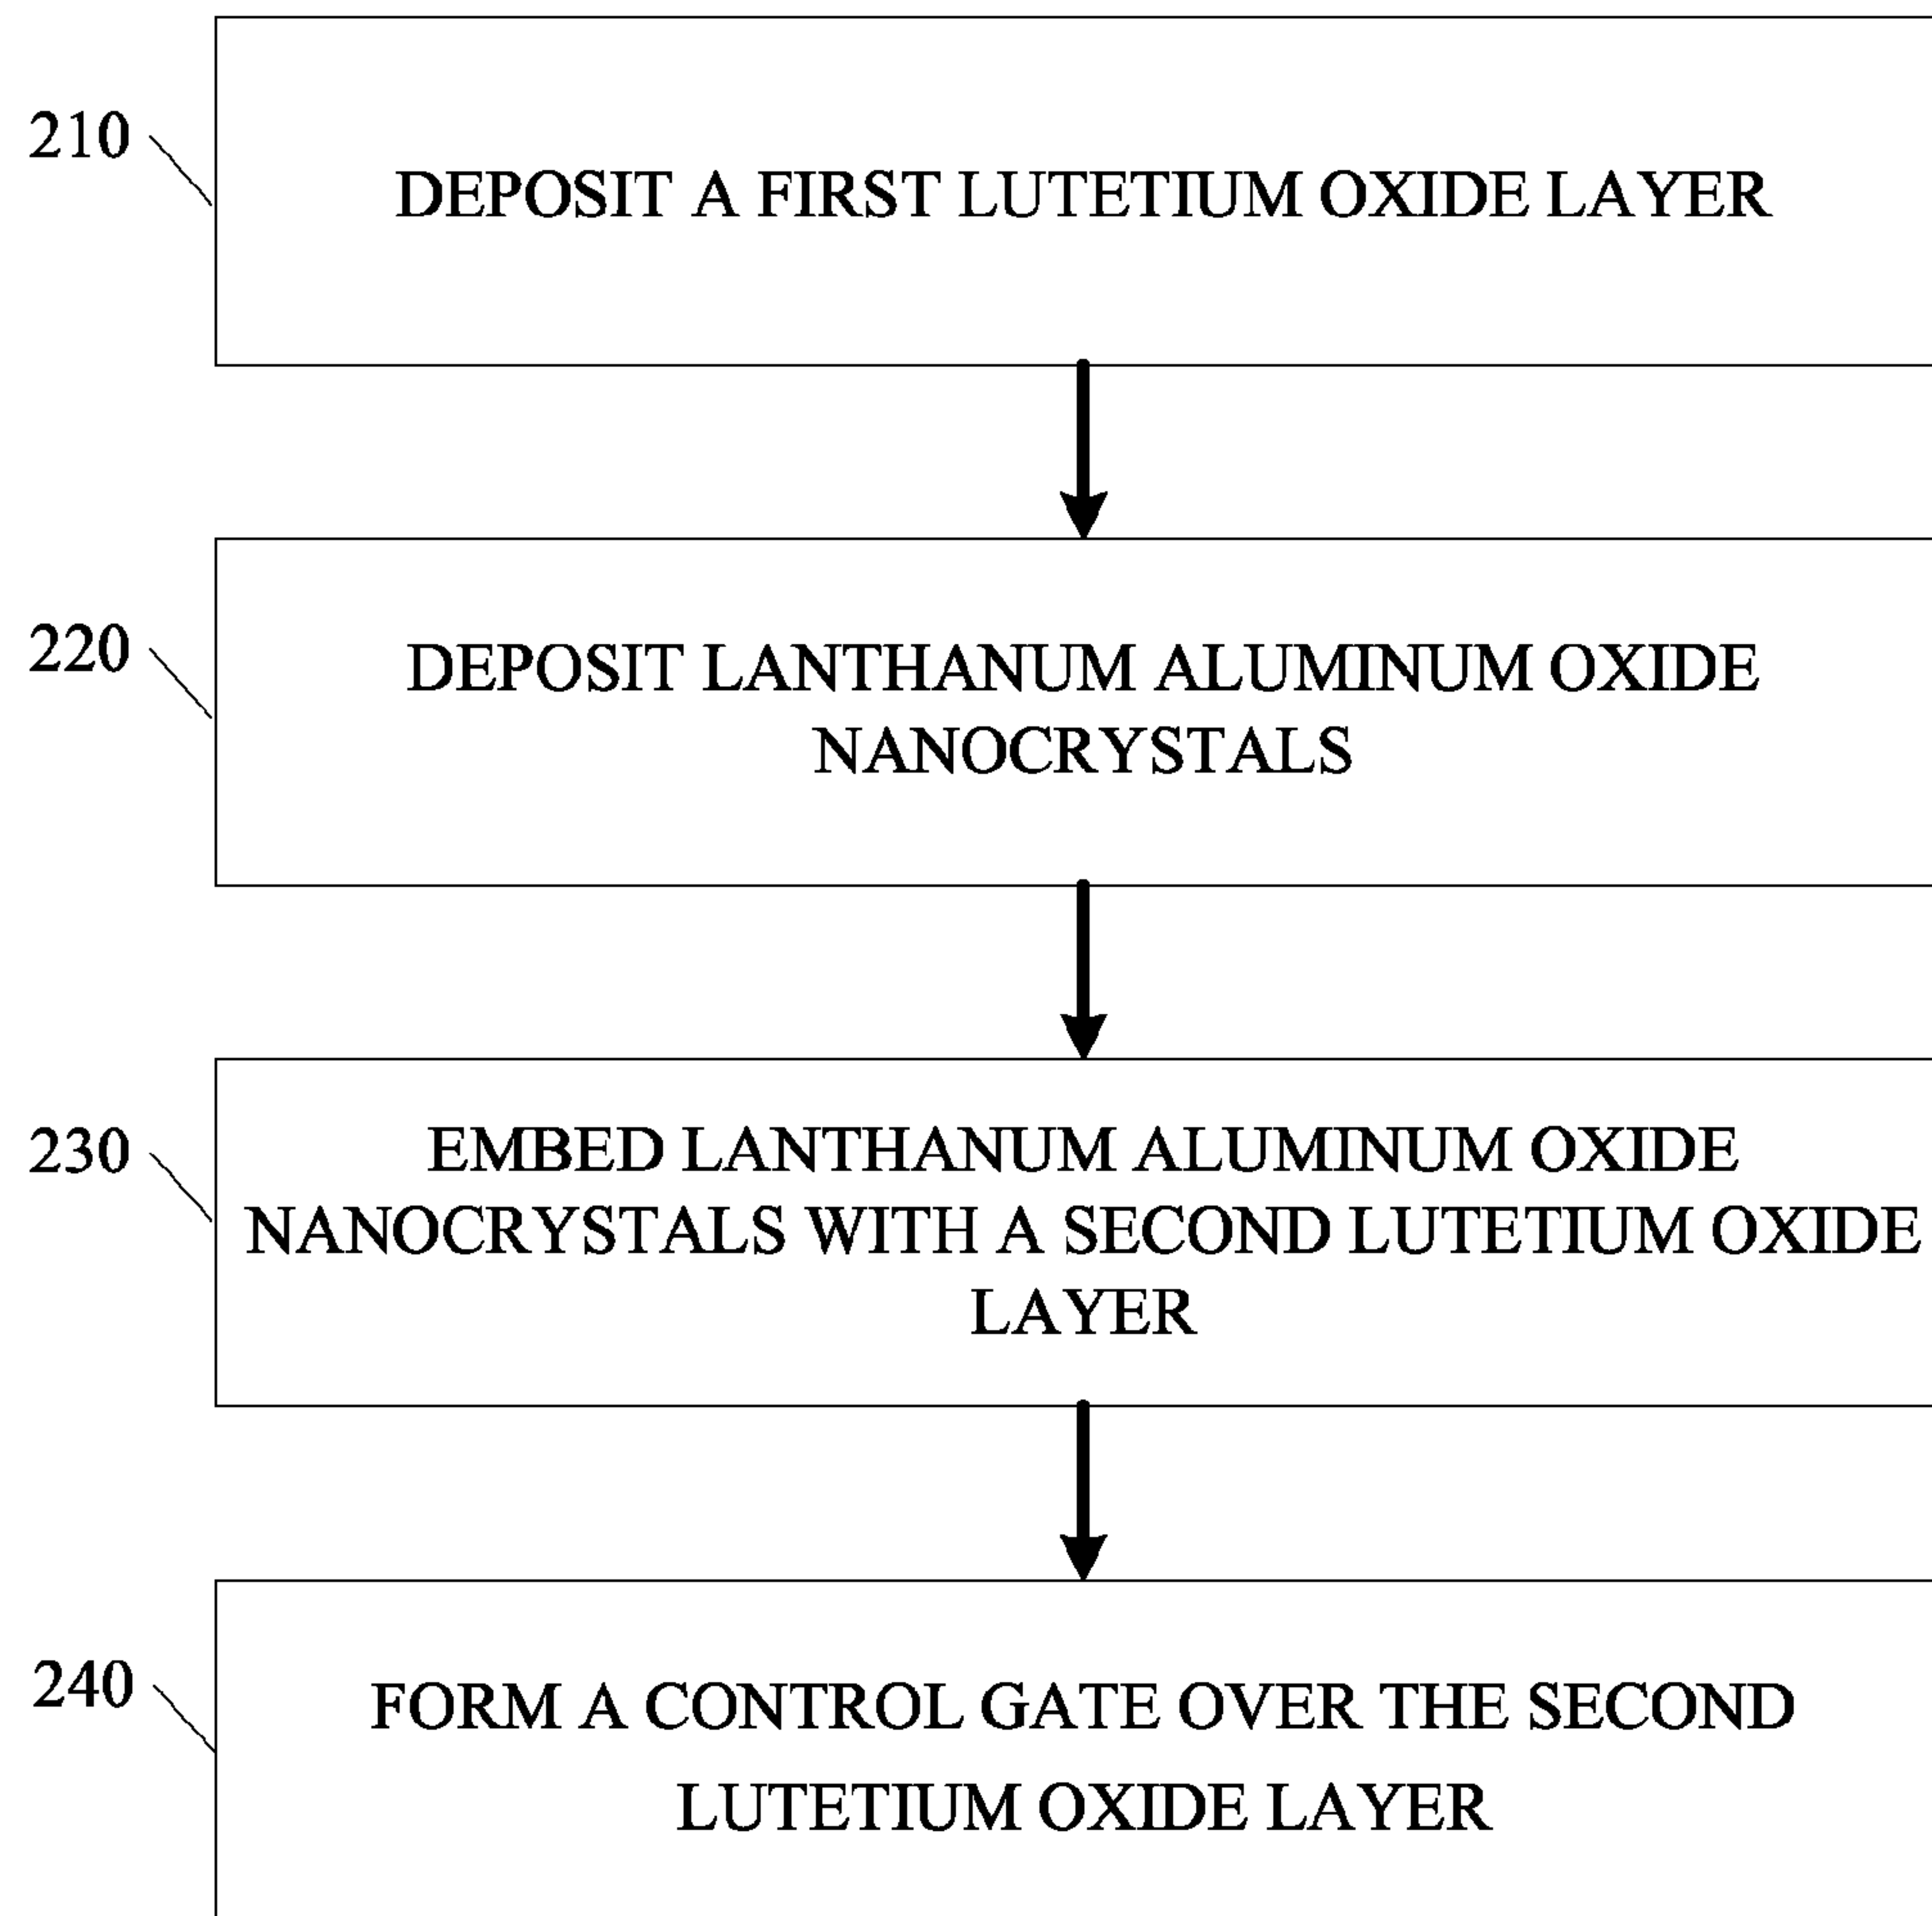 210
DEPOSIT A FIRST LUTETIUM OXIDE LAYER
220
DEPOSIT LANTHANUM ALUMINUM OXIDE
NANOCRYSTALS
230
EMBED LANTHANUM ALUMINUM OXIDE
NANOCRYSTALS WITH A SECOND LUTETIUM OXIDE
LAYER
240
FORM A CONTROL GATE OVER THE SECOND
LUTETIUM OXIDE LAYER